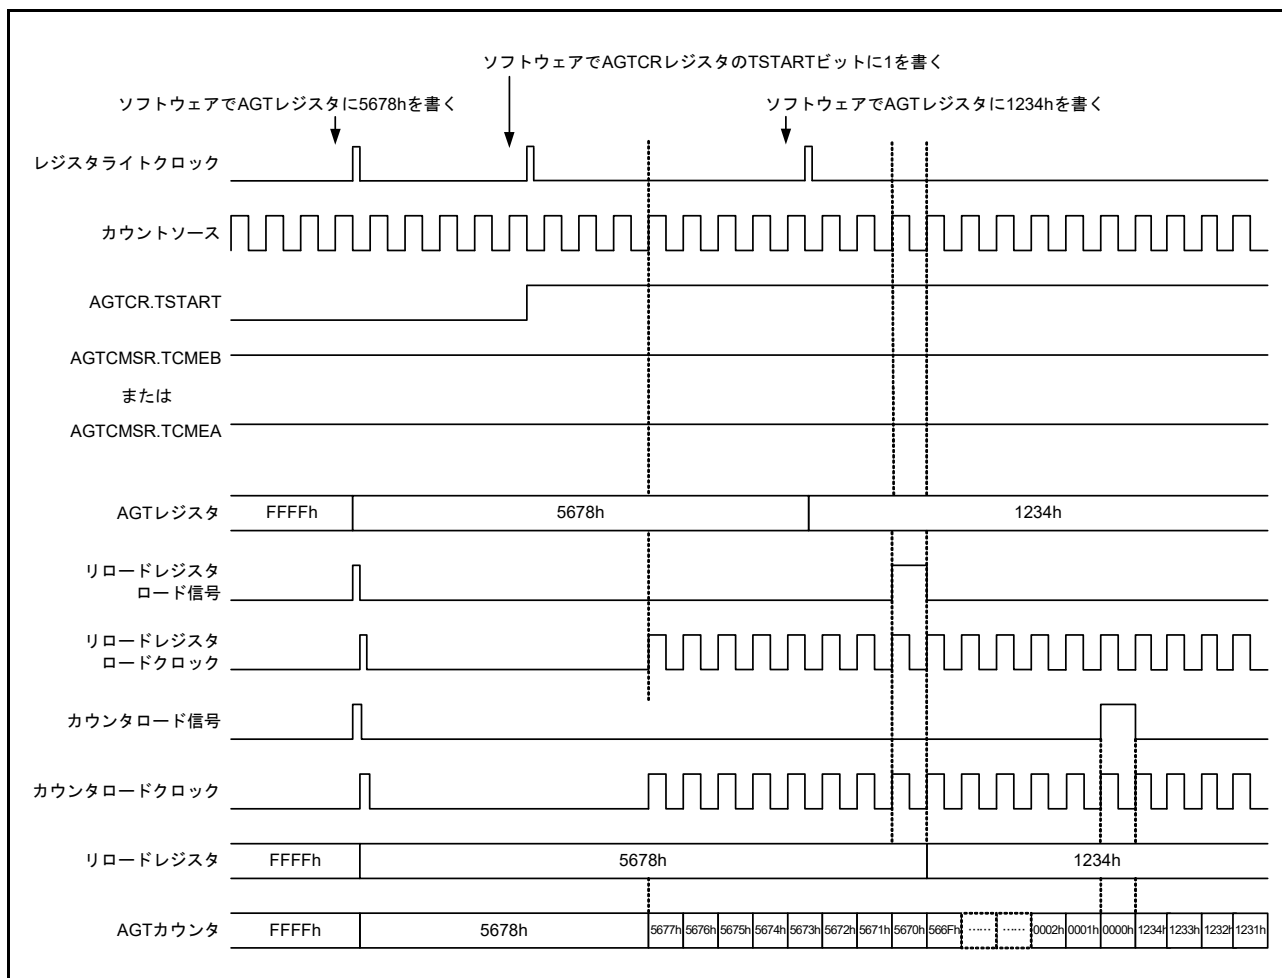 ソフトウェアでAGTCRレジスタのTSTARTビットに1を書く
ソフトウェアでAGTレジスタに5678hを書く
ソフトウェアでAGTレジスタに1234hを書く
レジスタライトクロック
カウントソース
AGTCR.TSTART
AGTCMSR.TCMEB
または
AGTCMSR.TCMEA
AGTレジスタ FFFFh 5678h 1234h
リロードレジスタ
ロード信号
リロードレジスタ
ロードクロック
カウンタロード信号
カウンタロードクロック
リロードレジスタ FFFFh 5678h 1234h
AGTカウンタ FFFFh 5678h 5677h 5676h 5675h 5674h 5673h 5672h 5671h 5670h 566Fh ...... ...... 0002h 0001h 0000h 1234h 1233h 1232h 1231h